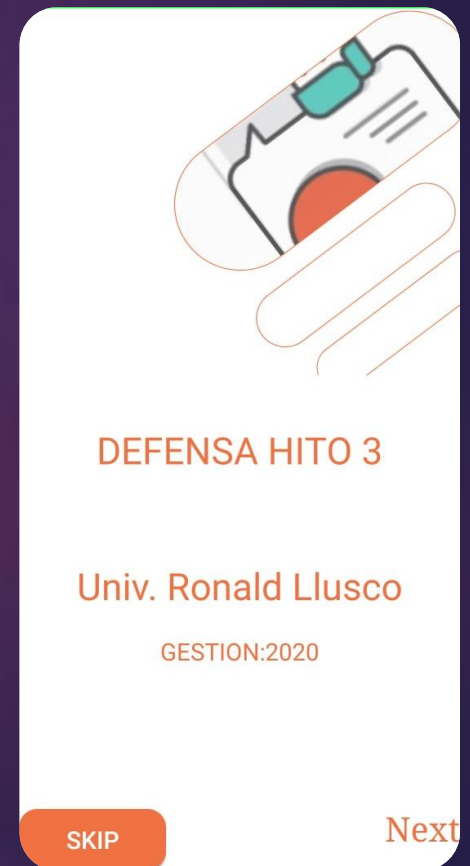 DEFENSA HITO 3
Univ. Ronald Llusco
GESTION:2020
SKIP
Next